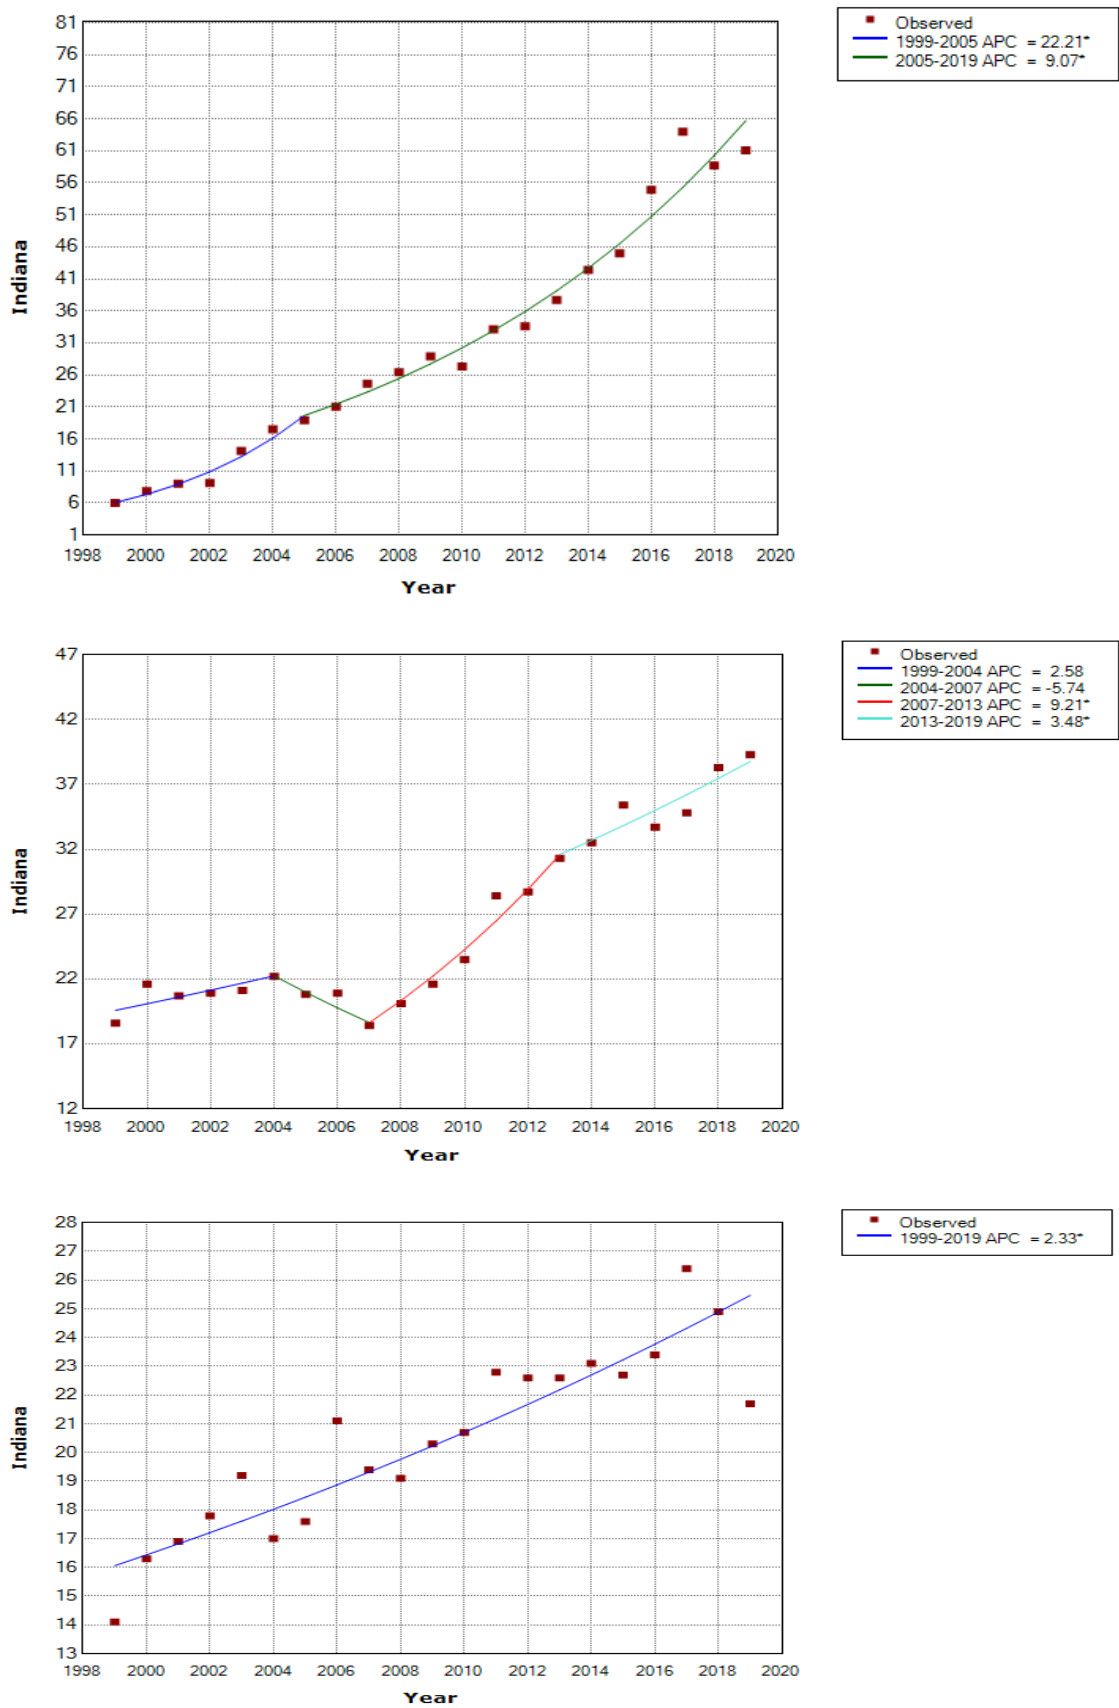 81
76
71
66
61
56
51
46
41
36
31
26
21
16
11
6
1
Indiana
1998 2000 2002 2004 2006 2008 2010 2012 2014 2016 2018 2020
Year
Observed
1999-2005 APC = 22.21*
2005-2019 APC = 9.07*
47
42
37
32
27
22
17
12
Indiana
1998 2000 2002 2004 2006 2008 2010 2012 2014 2016 2018 2020
Year
Observed
1999-2004 APC = 2.58
2004-2007 APC = -5.74
2007-2013 APC = 9.21*
2013-2019 APC = 3.48*
28
27
26
25
24
23
22
21
20
19
18
17
16
15
14
13
Indiana
1998 2000 2002 2004 2006 2008 2010 2012 2014 2016 2018 2020
Year
Observed
1999-2019 APC = 2.33*